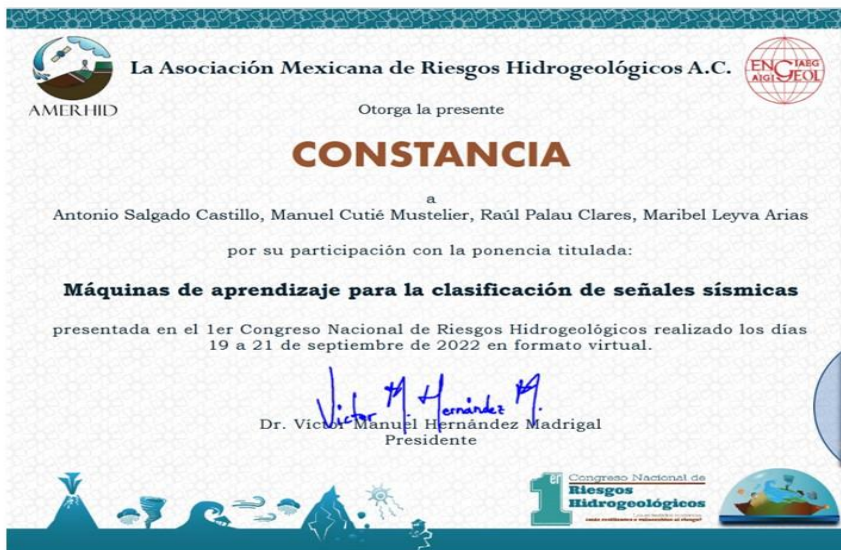 La Asociación Mexicana de Riesgos Hidrogeológicos A.C.
AMERHID
ENGEOL
IAEG
AIGI
Otorga la presente
CONSTANCIA
a
Antonio Salgado Castillo, Manuel Cutié Mustelier, Raúl Palau Clares, Maribel Leyva Arias
por su participación con la ponencia titulada:
Máquinas de aprendizaje para la clasificación de señales sísmicas
presentada en el 1er Congreso Nacional de Riesgos Hidrogeológicos realizado los días
19 a 21 de septiembre de 2022 en formato virtual.
Victor M. Hernández M.
Dr. Víctor Manuel Hernández Madrigal
Presidente
1er
Congreso Nacional de
Riesgos
Hidrogeológicos